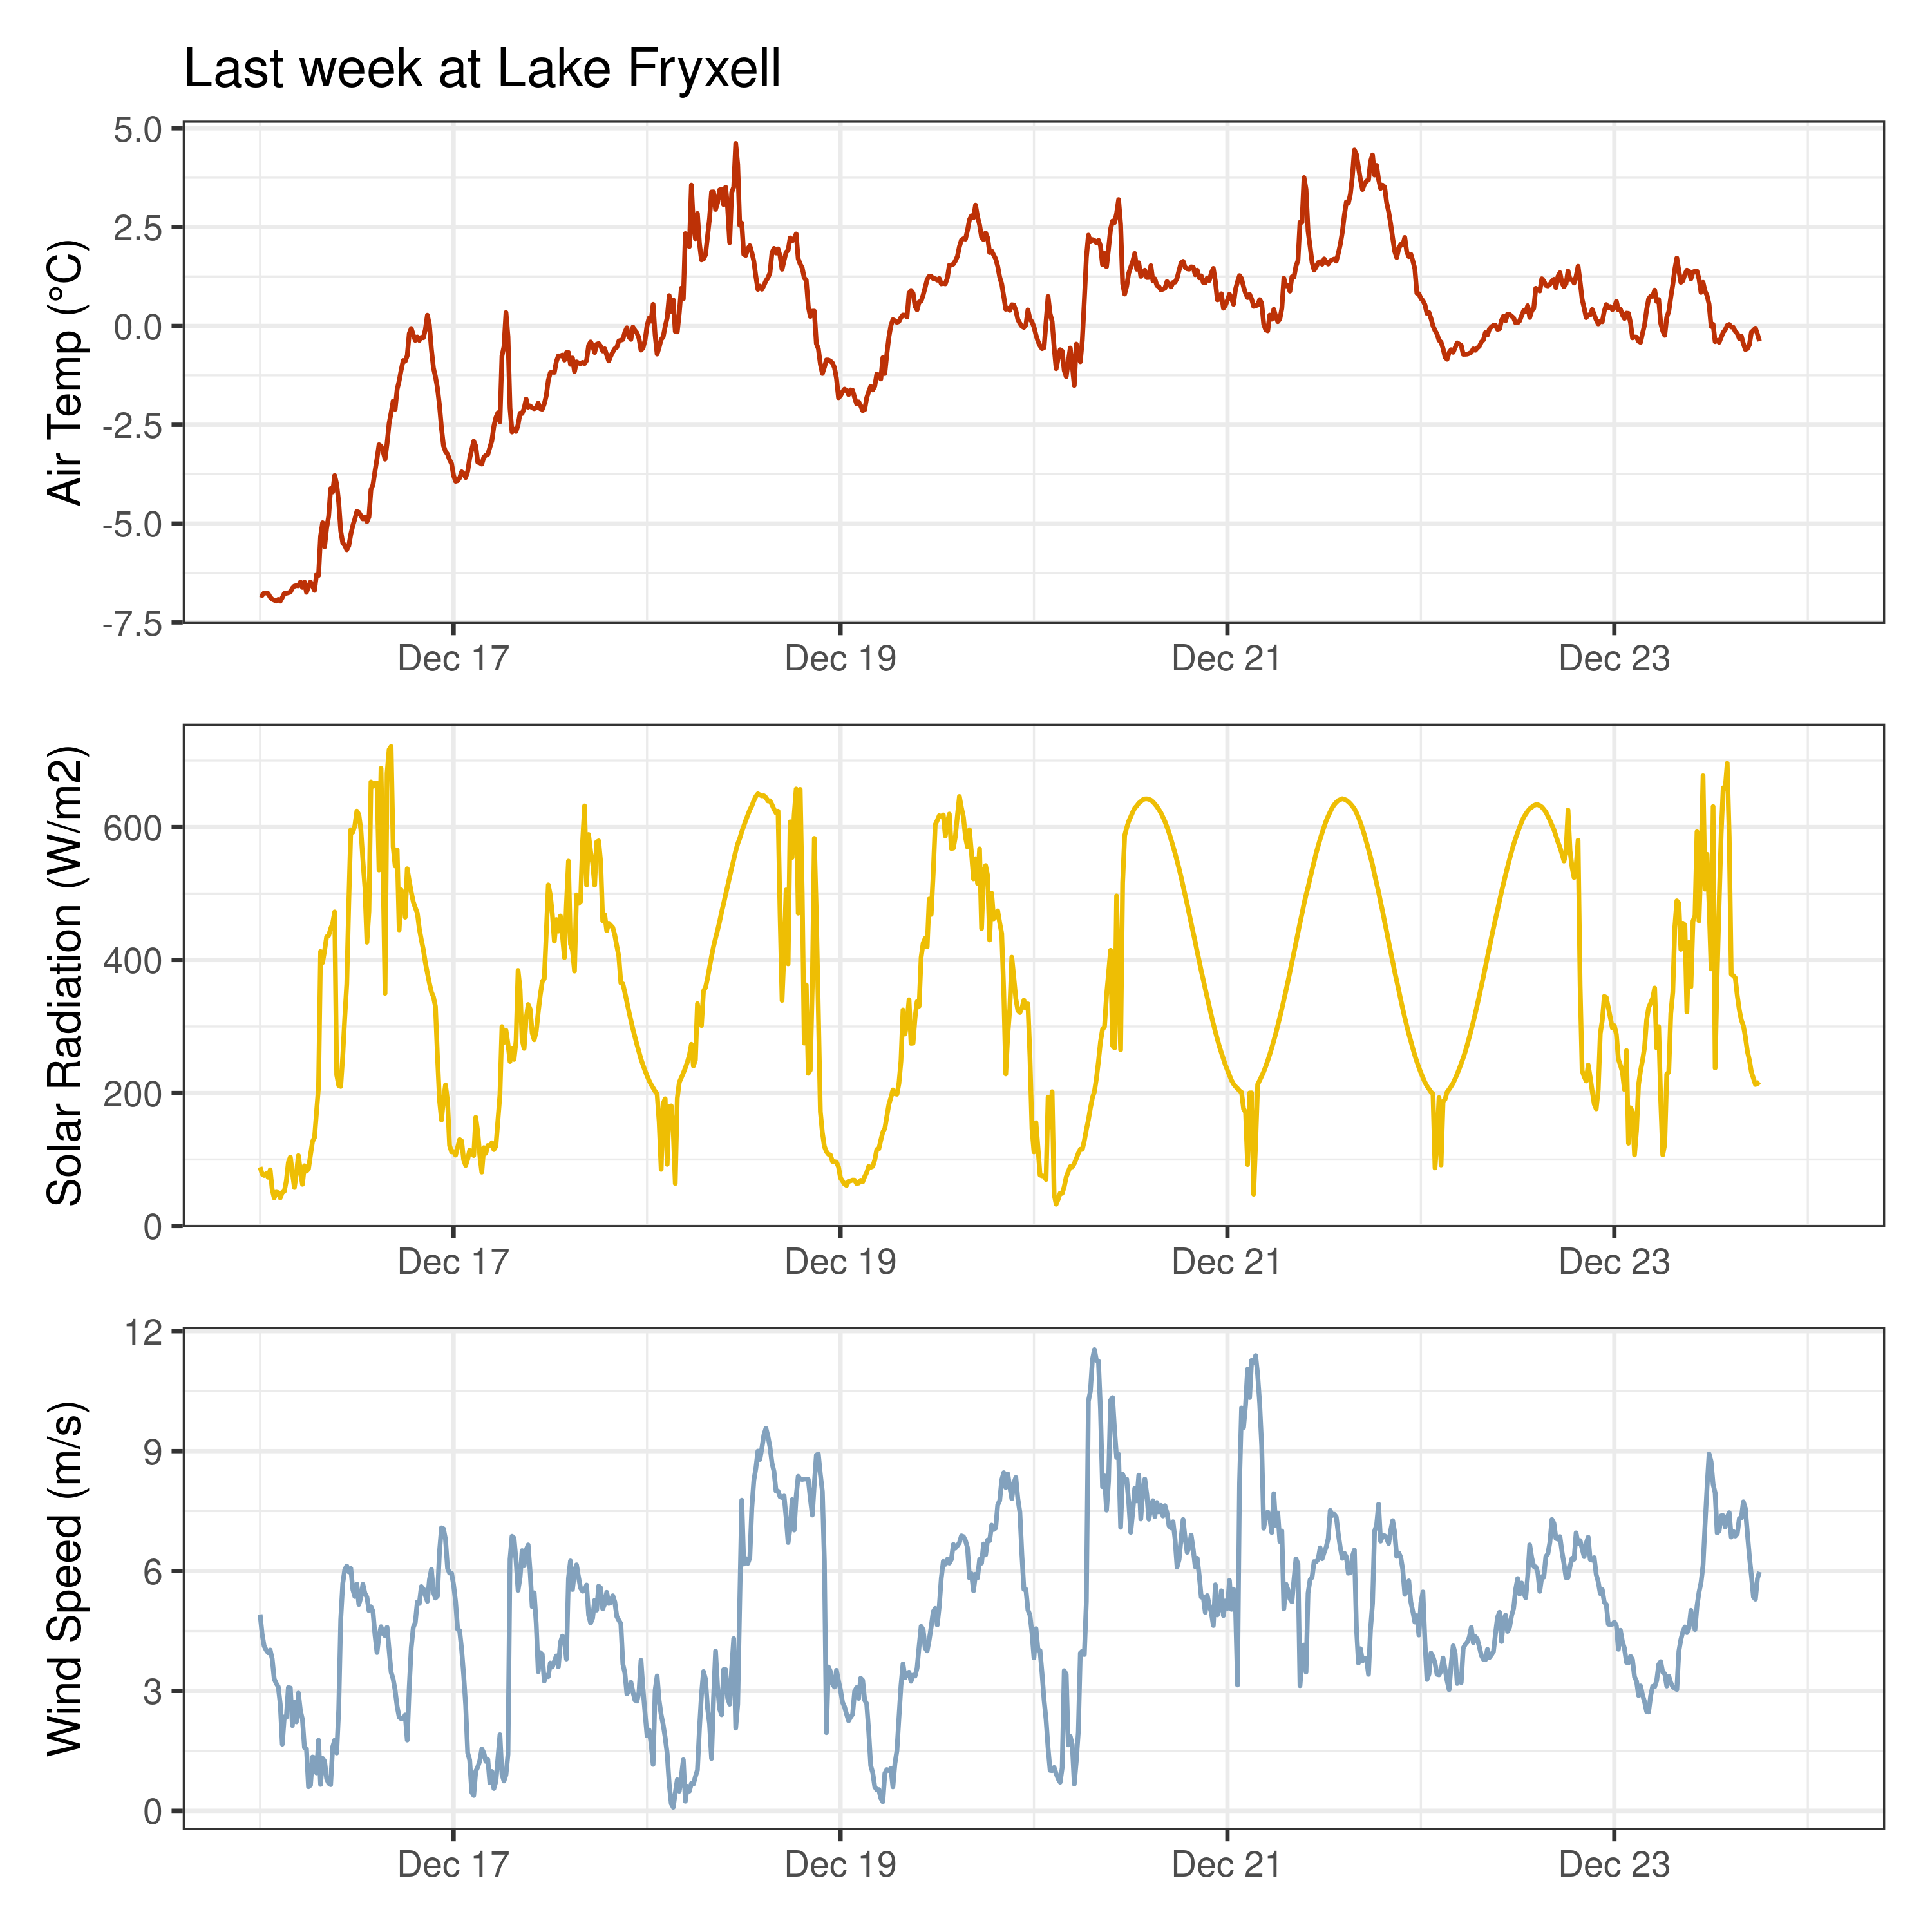 Last week at Lake Fryxell
Air Temp (°C)
5.0
2.5
0.0
-2.5
-5.0
-7.5
Dec 17 Dec 19 Dec 21 Dec 23
Solar Radiation (W/m2)
600
400
200
0
Dec 17 Dec 19 Dec 21 Dec 23
Wind Speed (m/s)
12
9
6
3
0
Dec 17 Dec 19 Dec 21 Dec 23